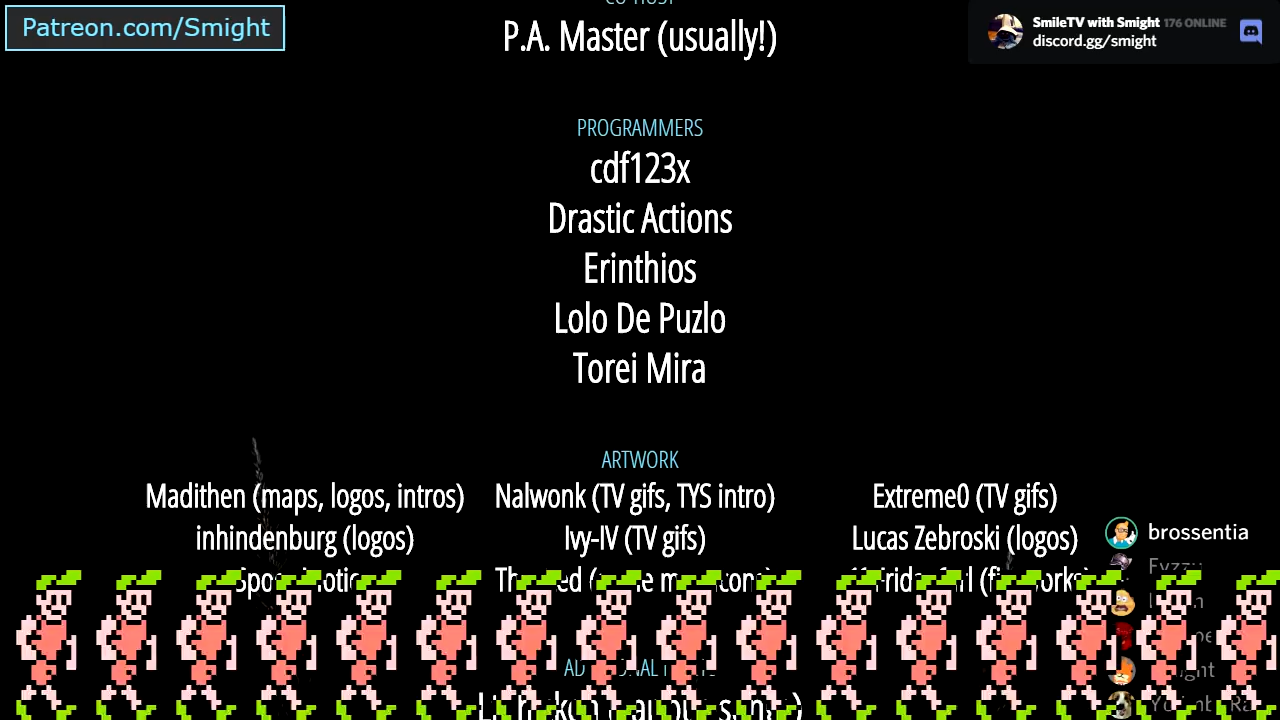 Patreon.com/Smight
SmileTV with Smight 176 ONLINE
discord.gg/smight
P.A. Master (usually!)
PROGRAMMERS
cdf123x
Drastic Actions
Erinthios
Lolo De Puzlo
Torei Mira
ARTWORK
Madithen (maps, logos, intros)
Nalwonk (TV gifs, TYS intro)
Extreme0 (TV gifs)
inhindenburg (logos)
Ivy-IV (TV gifs)
Lucas Zebroski (logos)
brossentia